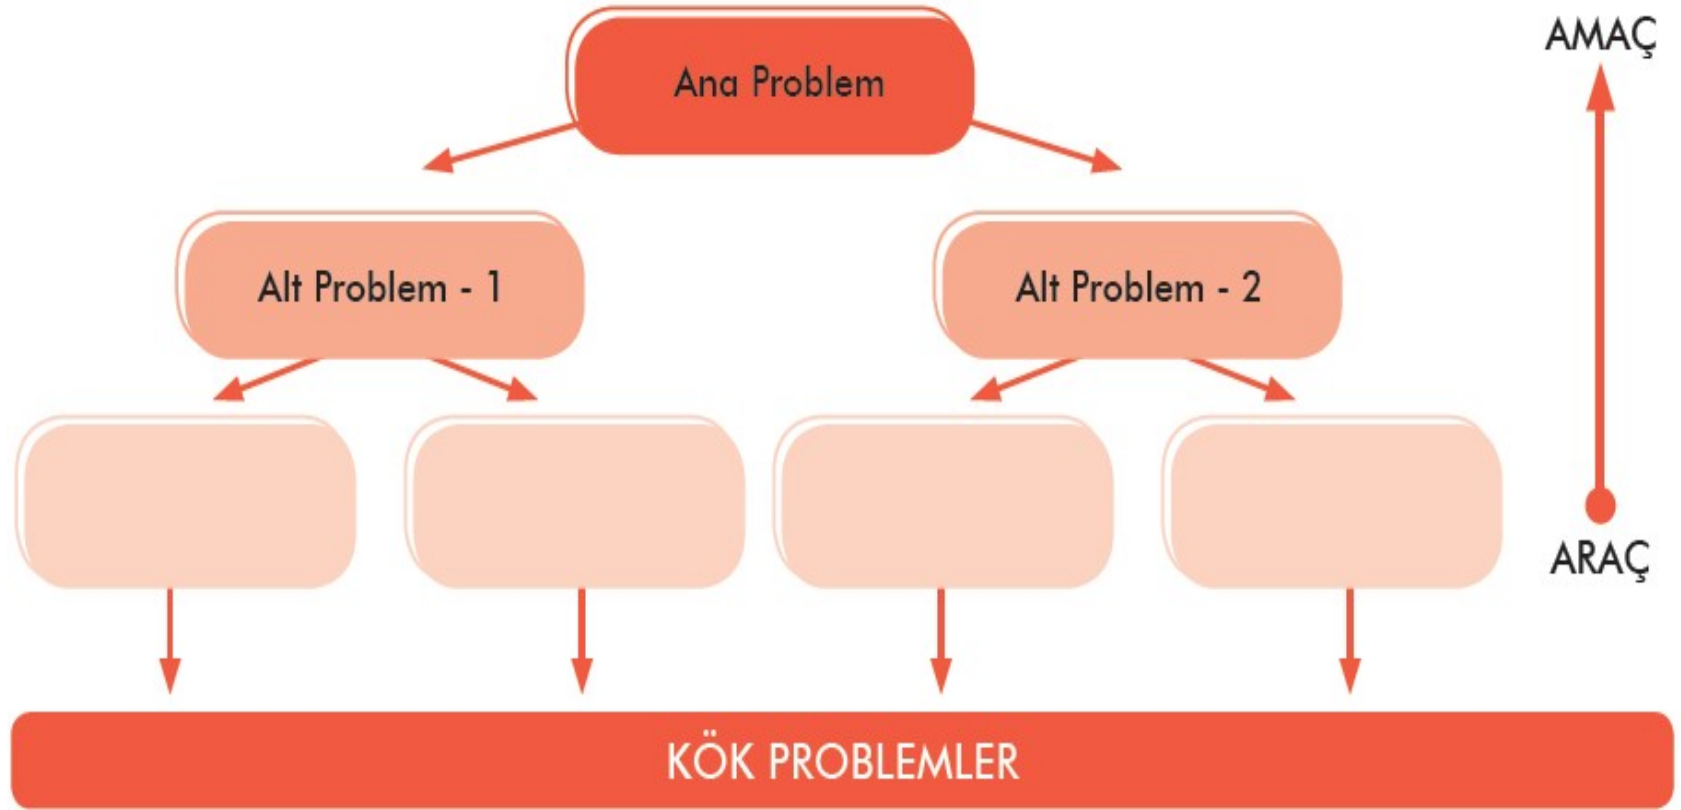 Ana Problem
AMAÇ
Alt Problem - 1
Alt Problem - 2
ARAÇ
KÖK PROBLEMLER